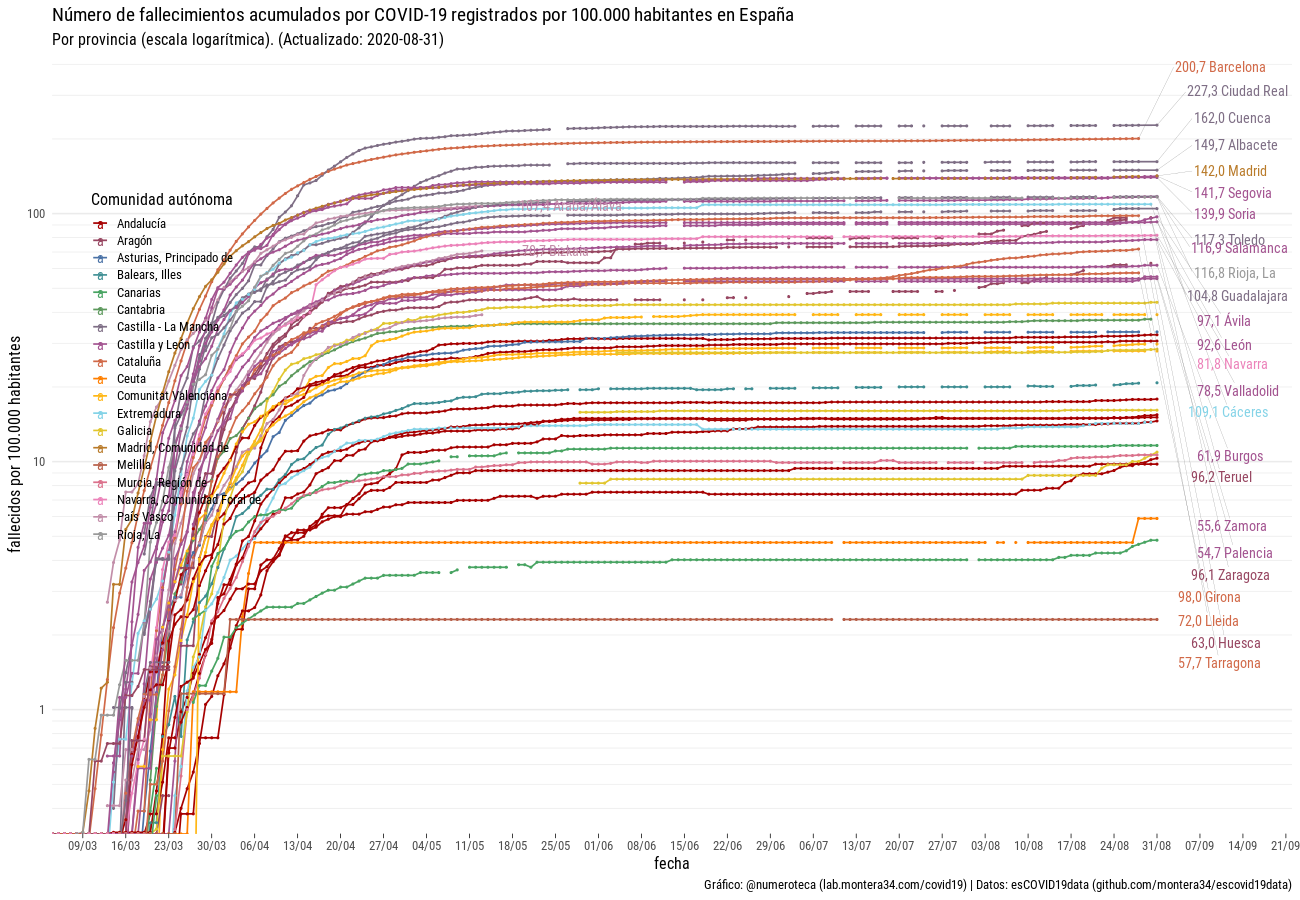 Número de fallecimientos acumulados por COVID-19 registrados por 100.000 habitantes en España
Por provincia (escala logarítmica). (Actualizado: 2020-08-31)
fallecidos por 100.000 habitantes
100
10
1
Comunidad autónoma
Andalucía
Aragón
Asturias, Principado de
Balears, Illes
Canarias
Cantabria
Castilla - La Mancha
Castilla y León
Cataluña
Ceuta
Comunitat Valenciana
Extremadura
Galicia
Madrid, Comunidad de
Melilla
Murcia, Región de
Navarra, Comunidad Foral de
País Vasco
Rioja, La
200,7 Barcelona
227,3 Ciudad Real
162,0 Cuenca
149,7 Albacete
142,0 Madrid
141,7 Segovia
139,9 Soria
117,3 Toledo
116,9 Salamanca
116,8 Rioja, La
104,8 Guadalajara
97,1 Ávila
92,6 León
81,8 Navarra
78,5 Valladolid
109,1 Cáceres
61,9 Burgos
96,2 Teruel
55,6 Zamora
54,7 Palencia
96,1 Zaragoza
98,0 Girona
72,0 Lleida
63,0 Huesca
57,7 Tarragona
09/03 16/03 23/03 30/03 06/04 13/04 20/04 27/04 04/05 11/05 18/05 25/05 01/06 08/06 15/06 22/06 29/06 06/07 13/07 20/07 27/07 03/08 10/08 17/08 24/08 31/08 07/09 14/09 21/09
fecha
Gráfico: @numeroteca (lab.montera34.com/covid19) | Datos: esCOVID19data (github.com/montera34/escovid19data)